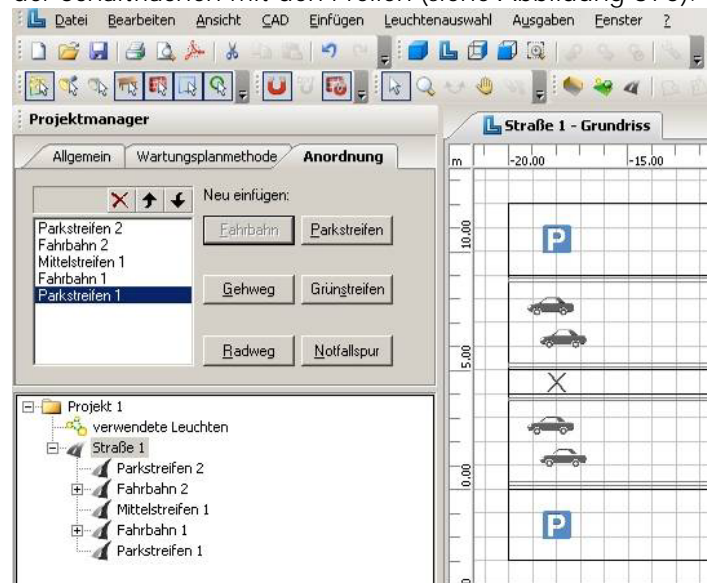 der Schaltflächen mit den Pfeilen (siehe Abbildung
Datei Bearbeiten Ansicht CAD Einfügen Leuchtenauswahl Ausgaben Fenster ?
Projektmanager
Straße 1 - Grundriss
Allgemein Wartungsplanmethode Anordnung
m -20.00 -15.00
Neu einfügen:
Parkstreifen 2
Fahrbahn 2
Mittelstreifen 1
Fahrbahn 1
Parkstreifen 1
Fahrbahn Parkstreifen
Gehweg Grünstreifen
Radweg Notfallspur
10.00
P
5.00
0.00
P
Projekt 1
verwendete Leuchten
Straße 1
Parkstreifen 2
Fahrbahn 2
Mittelstreifen 1
Fahrbahn 1
Parkstreifen 1